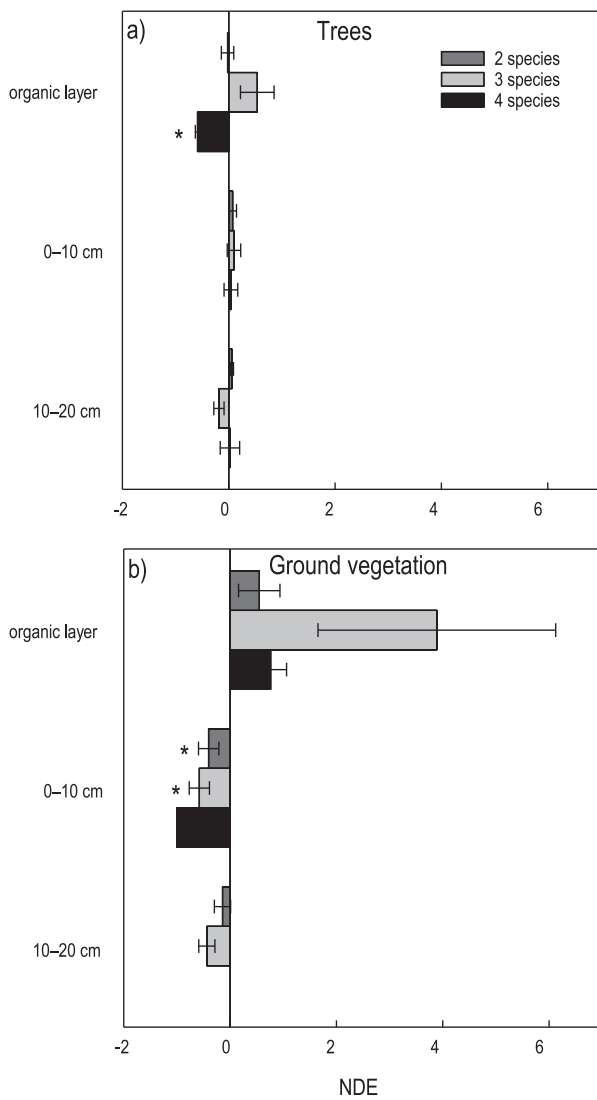 a) Trees
2 species
organic layer
3 species
4 species
*
0–10 cm
10–20 cm
-2 0 2 4 6
b) Ground vegetation
organic layer
*
*
0–10 cm
10–20 cm
-2 0 2 4 6
NDE